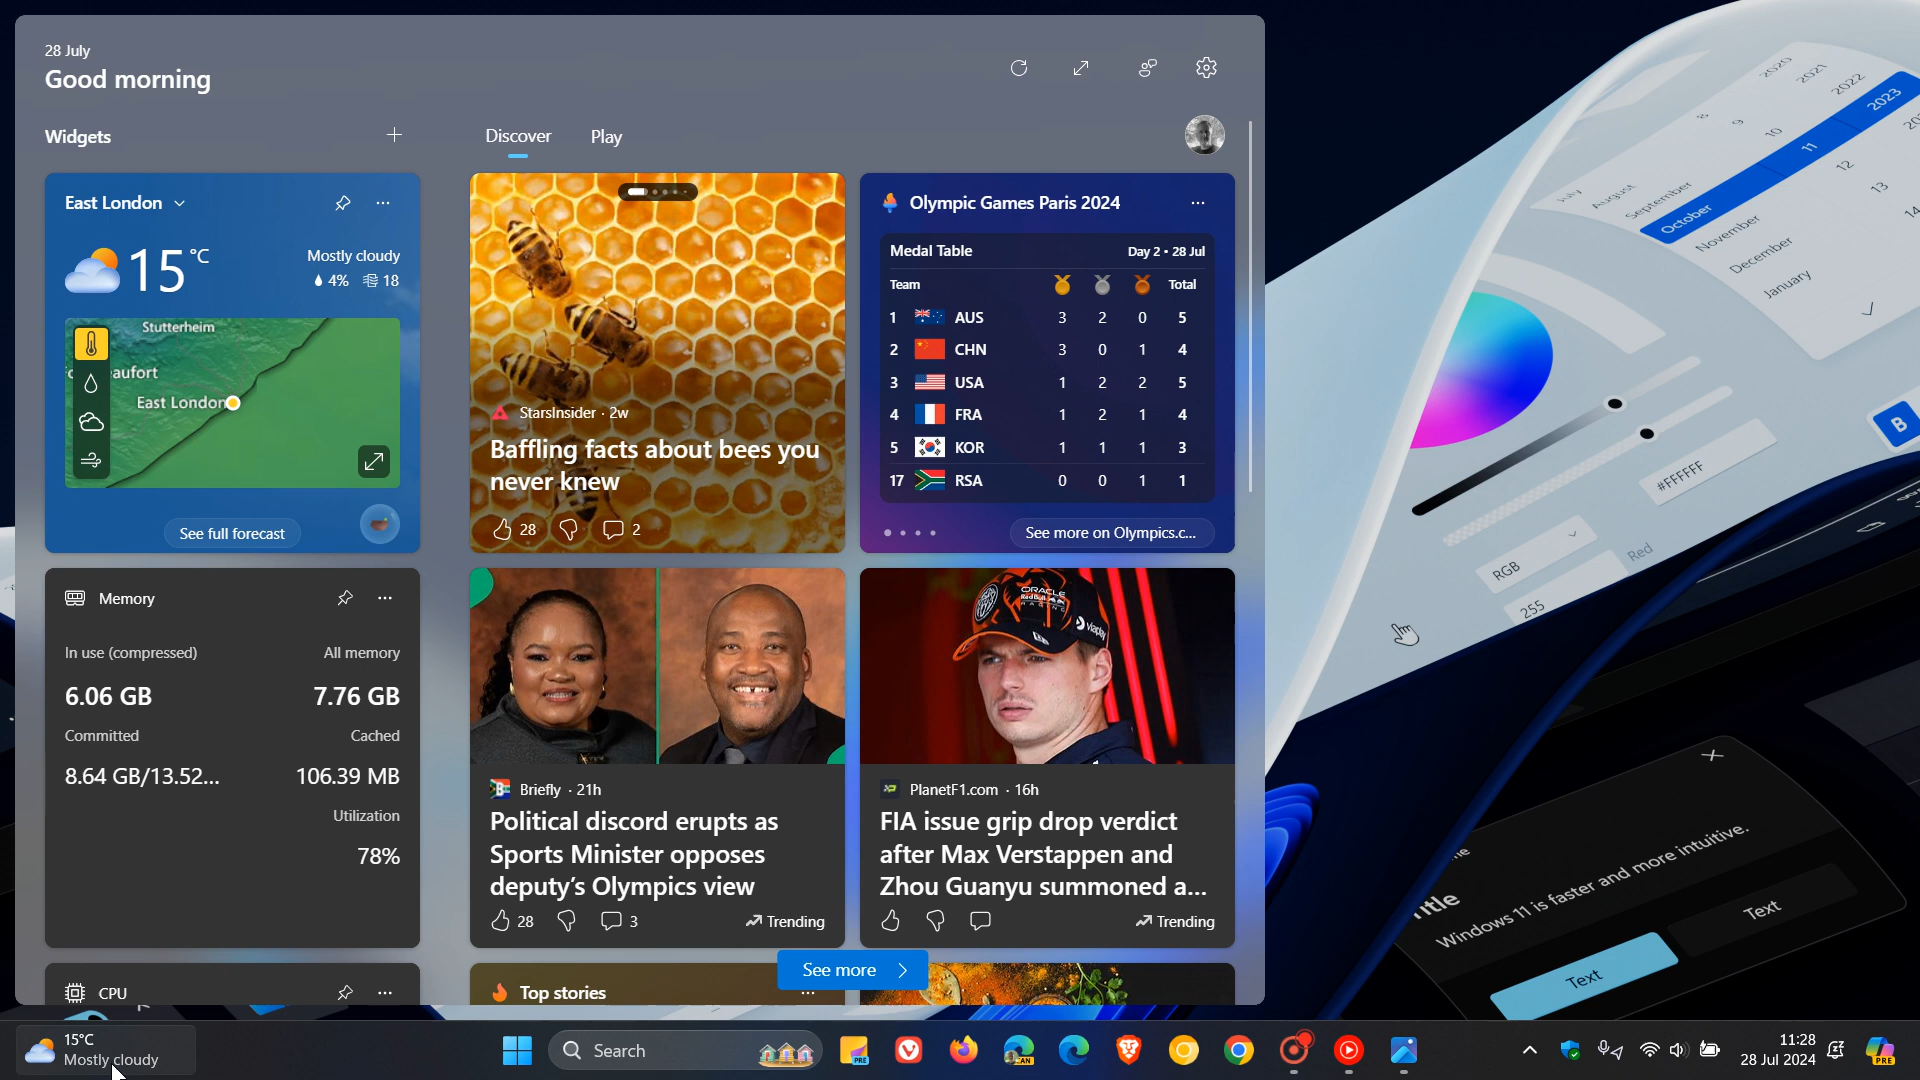 28 July
Good morning
Widgets
Discover
Play
East London
15 °C
Mostly cloudy
4% 18
Stutterheim
aufort
East London
See full forecast
StarsInsider · 2w
Baffling facts about bees you
never knew
28
2
Olympic Games Paris 2024
Medal Table
Day 2 • 28 Jul
Team
Total
1 AUS 3 2 0 5
2 CHN 3 0 1 4
3 USA 1 2 2 5
4 FRA 1 2 1 4
5 KOR 1 1 1 3
17 RSA 0 0 1 1
See more on Olympics.c...
Memory
In use (compressed)
All memory
6.06 GB
7.76 GB
Committed
Cached
8.64 GB/13.52...
106.39 MB
Utilization
78%
Briefly · 21h
Political discord erupts as
Sports Minister opposes
deputy's Olympics view
28
3
Trending
ORACLE
Red Bull
RACING
viaplay
PlanetF1.com · 16h
FIA issue grip drop verdict
after Max Verstappen and
Zhou Guanyu summoned a...
Trending
CPU
Top stories
See more
2020
2021
2022
2023
8
9
10
11
12
13
14
July
August
September
October
November
December
January
B
#FFFFFF
RGB
Red
255
Title
Windows 11 is faster and more intuitive.
Text
Text
15°C
Mostly cloudy
Search
PRE
CAN
11:28
28 Jul 2024
PRE